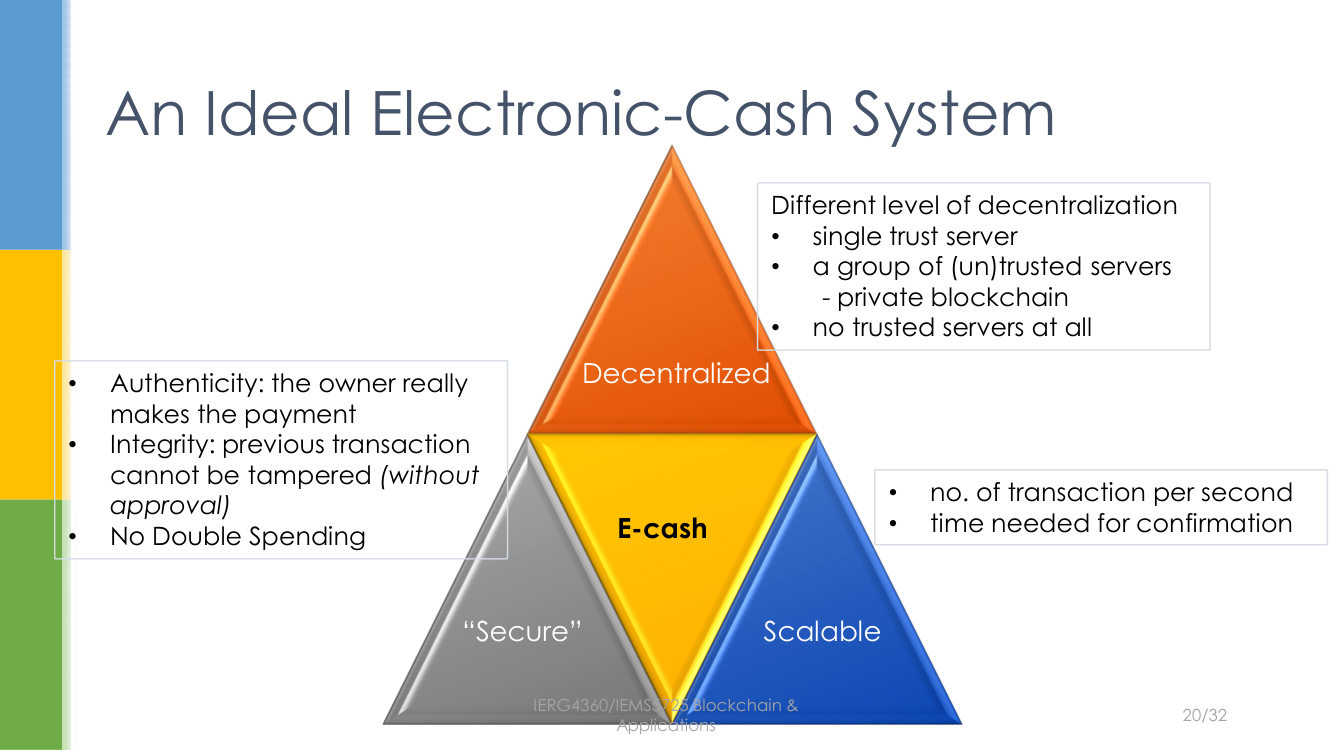 An Ideal Electronic-Cash System
Different level of decentralization
• single trust server
• a group of (un)trusted servers
- private blockchain
• no trusted servers at all
Decentralized
• Authenticity: the owner really
makes the payment
• Integrity: previous transaction
cannot be tampered (without
approval)
• No Double Spending
• no. of transaction per second
• time needed for confirmation
E-cash
“Secure”
Scalable
IERG4360/IEMS5725 Blockchain &
Applications
20/32